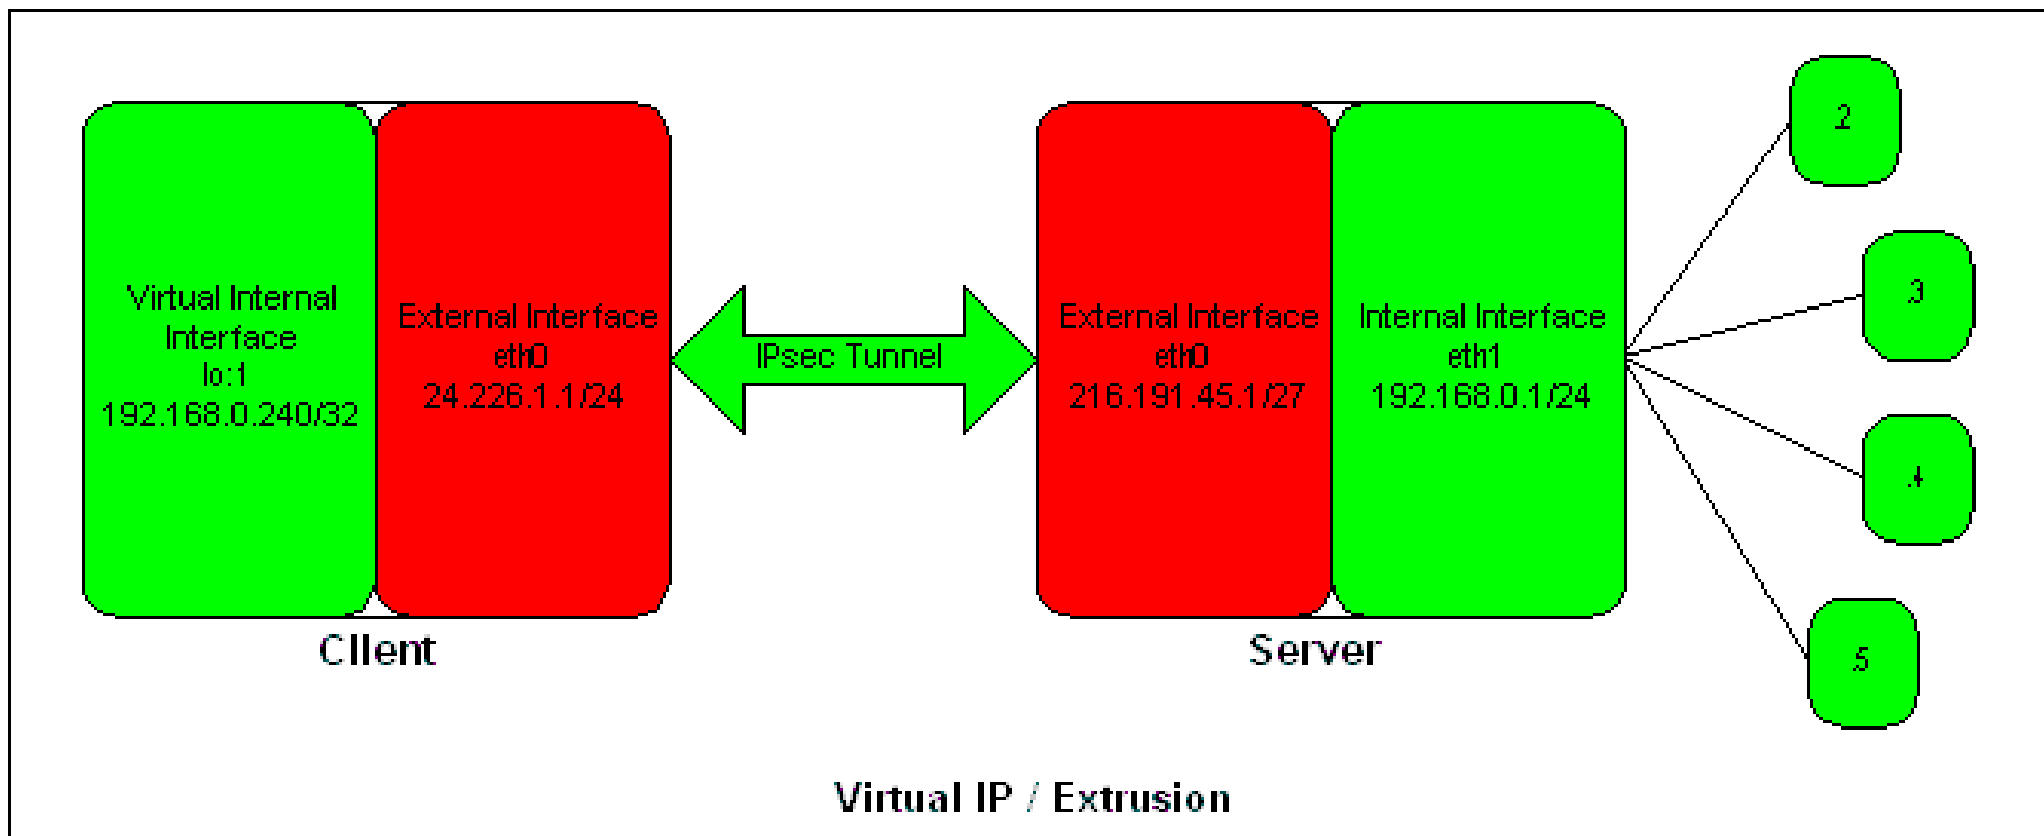 Virtual Internal
Interface
lo:1
192.168.0.240/32
External Interface
eth0
24.226.1.1/24
IPsec Tunnel
External Interface
eth0
216.191.45.1/27
Internal Interface
eth1
192.168.0.1/24
.2
.3
.4
.5
Client
Server
Virtual IP / Extrusion